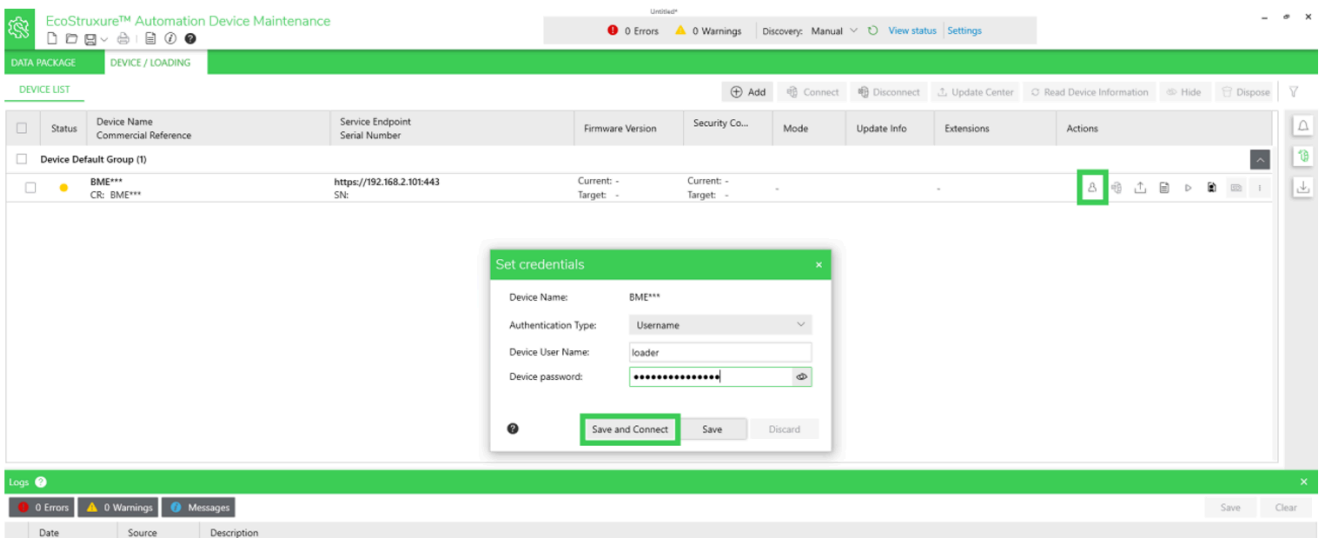 Untitled*
EcoStruxure™ Automation Device Maintenance
0 Errors 0 Warnings Discovery: Manual View status Settings
DATA PACKAGE DEVICE / LOADING
DEVICE LIST
Add Connect Disconnect Update Center Read Device Information Hide Dispose
Status Device Name Service Endpoint Firmware Version Security Co... Mode Update Info Extensions Actions
Commercial Reference Serial Number
Device Default Group (1)
BME*** https://192.168.2.101:443 Current: - Current: - - - -
CR: BME*** SN: Target: - Target: -
Set credentials
Device Name: BME***
Authentication Type: Username
Device User Name: loader
Device password: •••••••••••••••
Save and Connect Save Discard
Logs
0 Errors 0 Warnings Messages Save Clear
Date Source Description